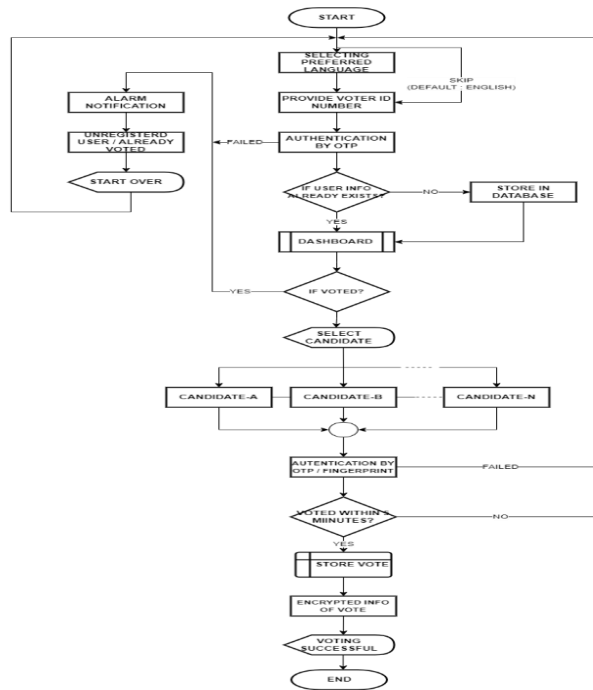 START
SELECTING
PREFERRED
LANGUAGE
SKIP
(DEFAULT : ENGLISH)
ALARM
NOTIFICATION
PROVIDE VOTER ID
NUMBER
UNREGISTERD
USER / ALREADY
VOTED
FAILED
AUTHENTICATION
BY OTP
START OVER
IF USER INFO
ALREADY EXISTS?
NO
STORE IN
DATABASE
YES
DASHBOARD
YES
IF VOTED?
SELECT
CANDIDATE
CANDIDATE-A
CANDIDATE-B
CANDIDATE-N
AUTENTICATION BY
OTP / FINGERPRINT
FAILED
VOTED WITHIN 5
MIINUTES?
NO
YES
STORE VOTE
ENCRYPTED INFO
OF VOTE
VOTING
SUCCESSFUL
END